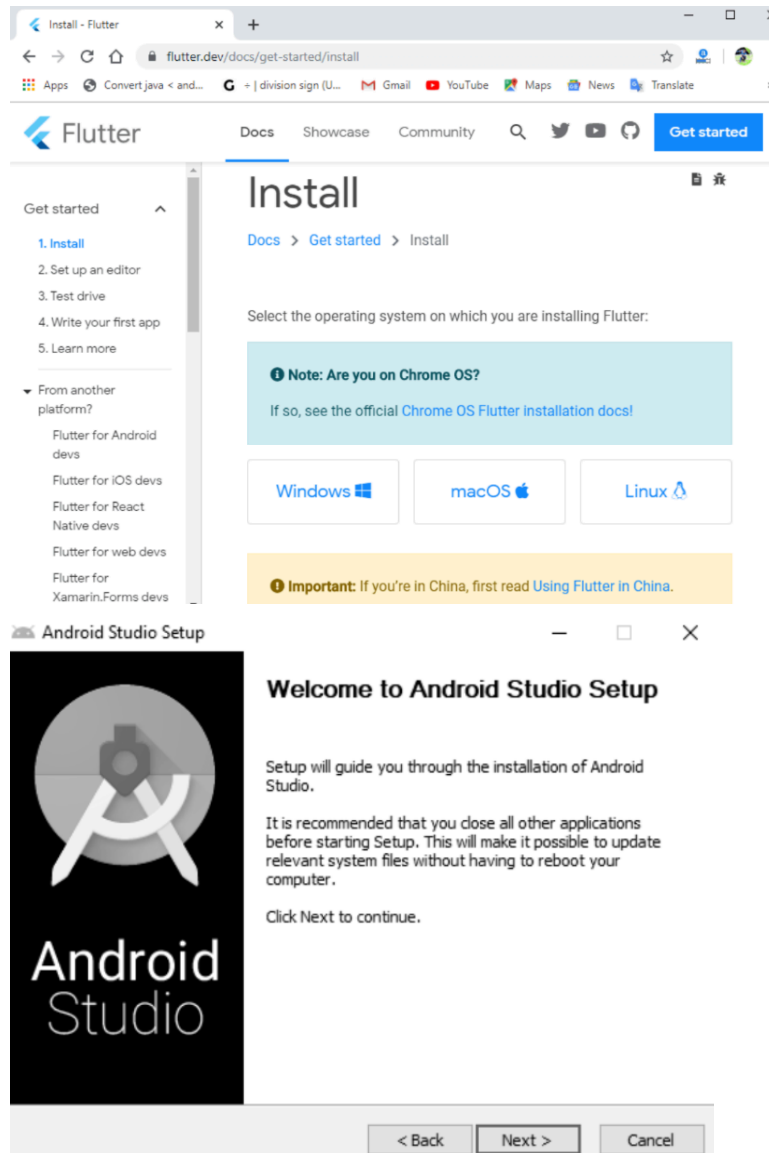 Install - Flutter
flutter.dev/docs/get-started/install
Apps Convert java < and... G ÷ | division sign (U... Gmail YouTube Maps News Translate
Flutter Docs Showcase Community Get started
Get started
1. Install
2. Set up an editor
3. Test drive
4. Write your first app
5. Learn more
From another
platform?
Flutter for Android
devs
Flutter for iOS devs
Flutter for React
Native devs
Flutter for web devs
Flutter for
Xamarin.Forms devs
Install
Docs > Get started > Install
Select the operating system on which you are installing Flutter:
Note: Are you on Chrome OS?
If so, see the official Chrome OS Flutter installation docs!
Windows macOS Linux
Important: If you're in China, first read Using Flutter in China.
Android Studio Setup
Android
Studio
Welcome to Android Studio Setup
Setup will guide you through the installation of Android
Studio.
It is recommended that you close all other applications
before starting Setup. This will make it possible to update
relevant system files without having to reboot your
computer.
Click Next to continue.
< Back Next > Cancel